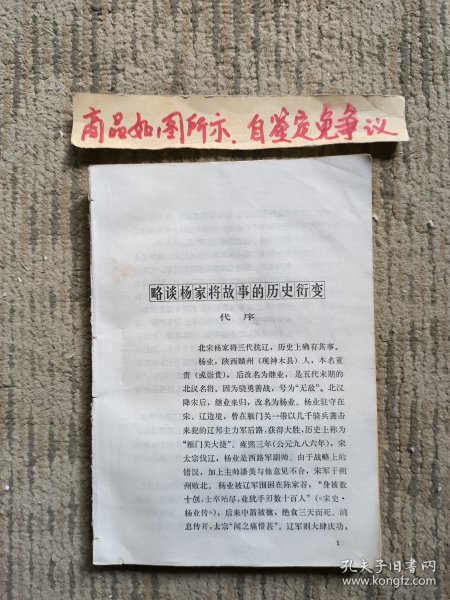 商品如图所示，自鉴定免争议
略谈杨家将故事的历史衍变
代序
北宋杨家将三代抗辽，历史上确有其事。
杨业，陕西麟州（现神木县）人，本名重
贵（或崇贵），后改名为继业，是五代末期的
北汉名将。因为骁勇善战，号为“无敌”。北汉
降宋后，继业来归，改名为杨业。杨业驻守在
宋、辽边境，曾在雁门关一带以几千骑兵袭击
来犯的辽邦主力军后路，获得大胜，历史上称为
“雁门关大捷”。雍熙三年（公元九八六年），宋
太宗伐辽，杨业是西路军副帅。由于战略上的
错误，加上主帅潘美与他意见不合，宋军于朔
州败北。杨业被辽军围困在陈家谷，“身被数
十创，士卒殆尽，业犹手刃数十百人”（《宋史·
杨业传》），后来中箭被擒，绝食三天而死。消
息传开，太宗“闻之痛惜甚”。辽军则大肆庆功，
1
孔夫子旧书网
www.kongfz.com